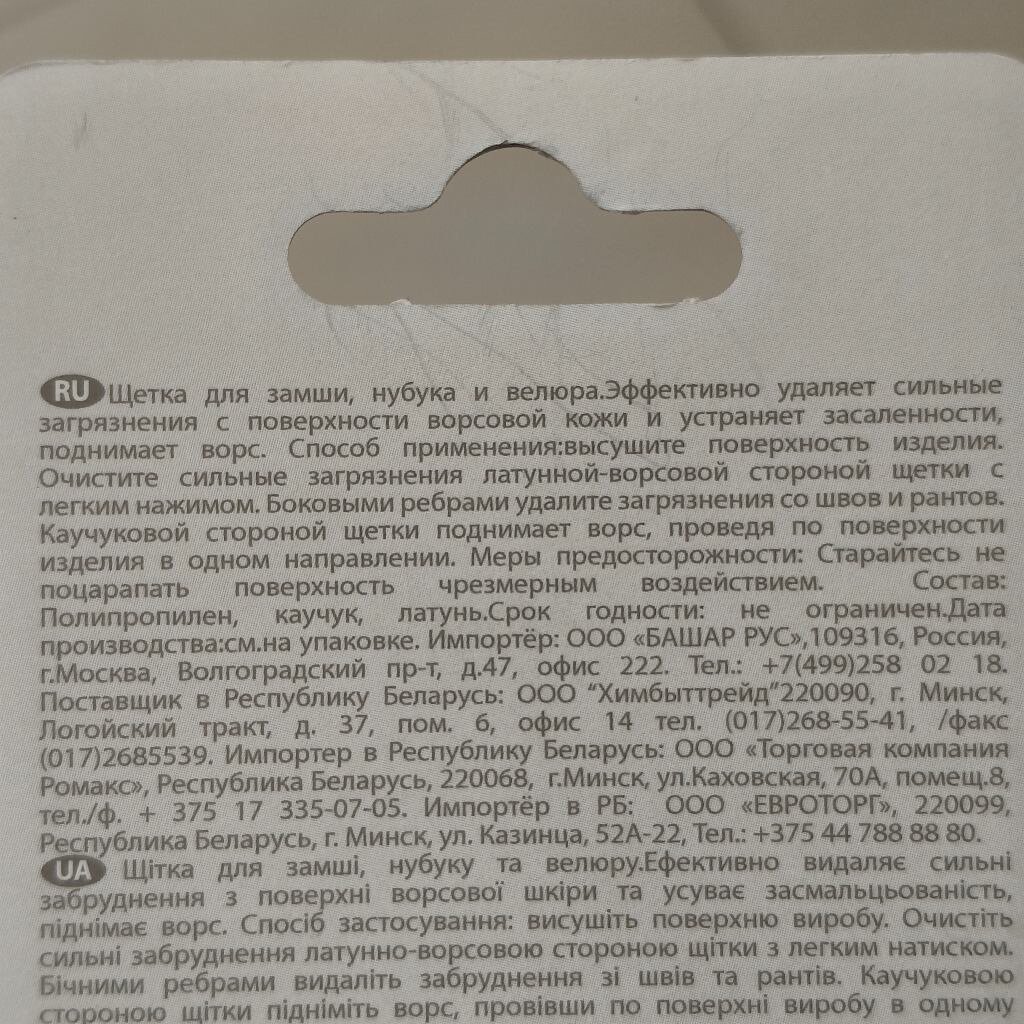 RU Щетка для замши, нубука и велюра.Эффективно удаляет сильные
загрязнения с поверхности ворсовой кожи и устраняет засаленности,
поднимает ворс. Способ применения:высушите поверхность изделия.
Очистите сильные загрязнения латунной-ворсовой стороной щетки с
легким нажимом. Боковыми ребрами удалите загрязнения со швов и рантов.
Каучуковой стороной щетки поднимает ворс, проведя по поверхности
изделия в одном направлении. Меры предосторожности: Старайтесь не
поцарапать поверхность чрезмерным воздействием. Состав:
Полипропилен, каучук, латунь.Срок годности: не ограничен.Дата
производства:см.на упаковке. Импортёр: ООО «БАШАР РУС»,109316, Россия,
г.Москва, Волгоградский пр-т, д.47, офис 222. Тел.: +7(499)258 02 18.
Поставщик в Республику Беларусь: ООО "Химбыттрейд"220090, г. Минск,
Логойский тракт, д. 37, пом. 6, офис 14 тел. (017)268-55-41, /факс
(017)2685539. Импортер в Республику Беларусь: ООО «Торговая компания
Ромакс», Республика Беларусь, 220068, г.Минск, ул.Каховская, 70А, помещ.8,
тел./ф. + 375 17 335-07-05. Импортёр в РБ: ООО «ЕВРОТОРГ», 220099,
Республика Беларусь, г. Минск, ул. Казинца, 52А-22, Тел.: +375 44 788 88 80.
UA Щітка для замші, нубуку та велюру.Ефективно видаляє сильні
забруднення з поверхні ворсової шкіри та усуває засмальцьованість,
піднімає ворс. Спосіб застосування: висушіть поверхню виробу. Очистіть
сильні забруднення латунно-ворсовою стороною щітки з легким натиском.
Бічними ребрами видаліть забруднення зі швів та рантів. Каучуковою
стороною щітки підніміть ворс, провівши по поверхні виробу в одному